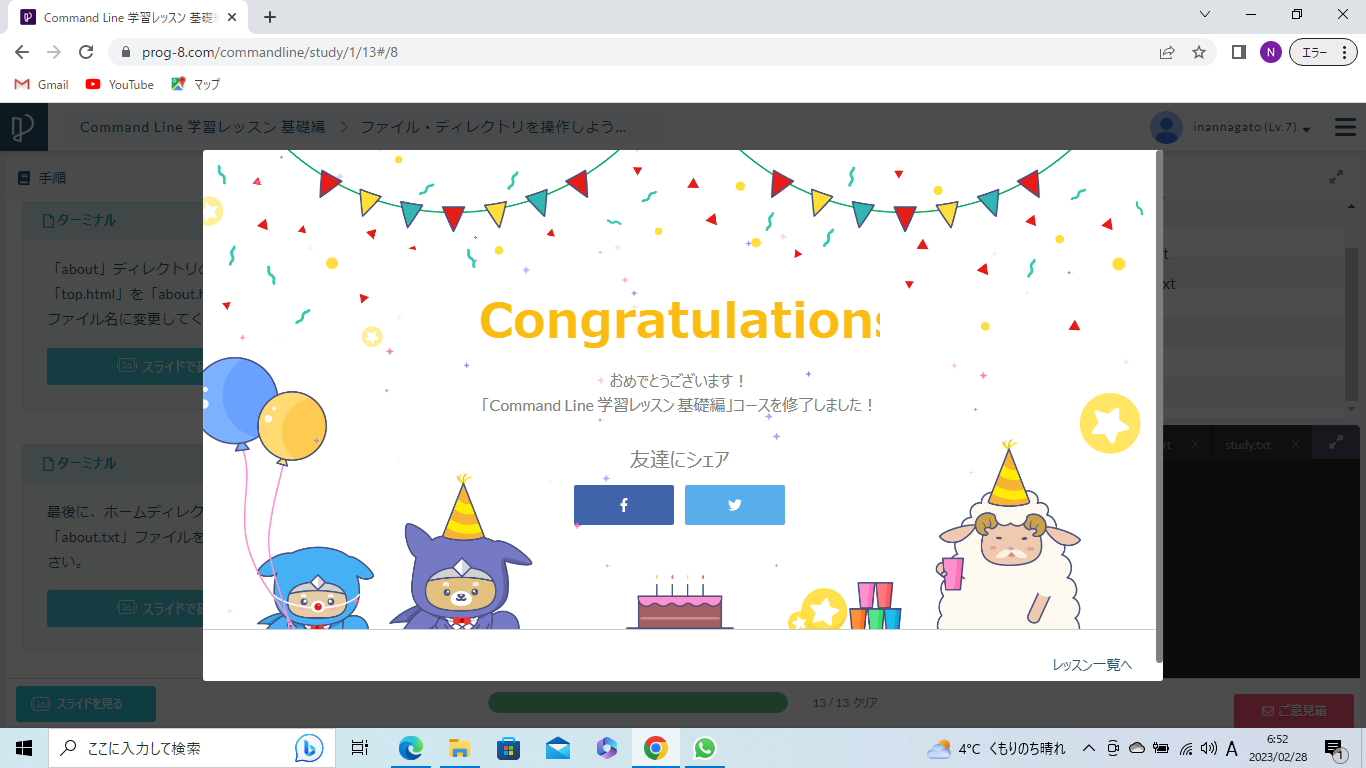 Command Line 学習レッスン 基礎
prog-8.com/commandline/study/1/13#/8
N
エラー
Gmail
YouTube
マップ
Command Line 学習レッスン 基礎編
ファイル・ディレクトリを操作しよう...
inannagato (Lv.7)
手順
ターミナル
「about」ディレクトリ
「top.html」を「about.h
ファイル名に変更してく
スライドで
ターミナル
最後に、ホームディレク
「about.txt」ファイルを
さい。
スライドで
Congratulations
おめでとうございます！
「Command Line 学習レッスン 基礎編」コースを修了しました！
友達にシェア
レッスン一覧へ
t
xt
xt
study.txt
スライドを見る
13 / 13 クリア
ご意見箱
ここに入力して検索
4°C くもりのち晴れ
A
6:52
2023/02/28
1